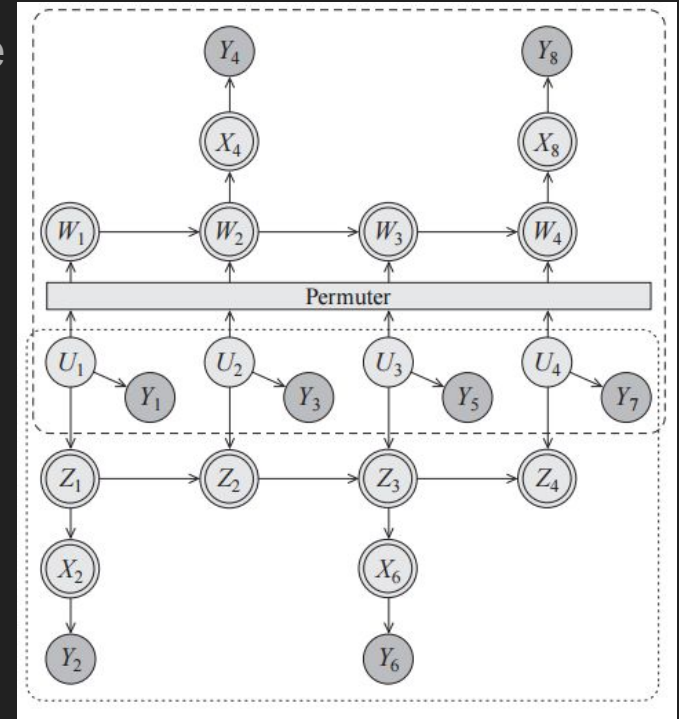 e
Y₄ Y₈
X₄ X₈
W₁ W₂ W₃ W₄
Permuter
U₁ U₂ U₃ U₄
Y₁ Y₃ Y₅ Y₇
Z₁ Z₂ Z₃ Z₄
X₂ X₆
Y₂ Y₆